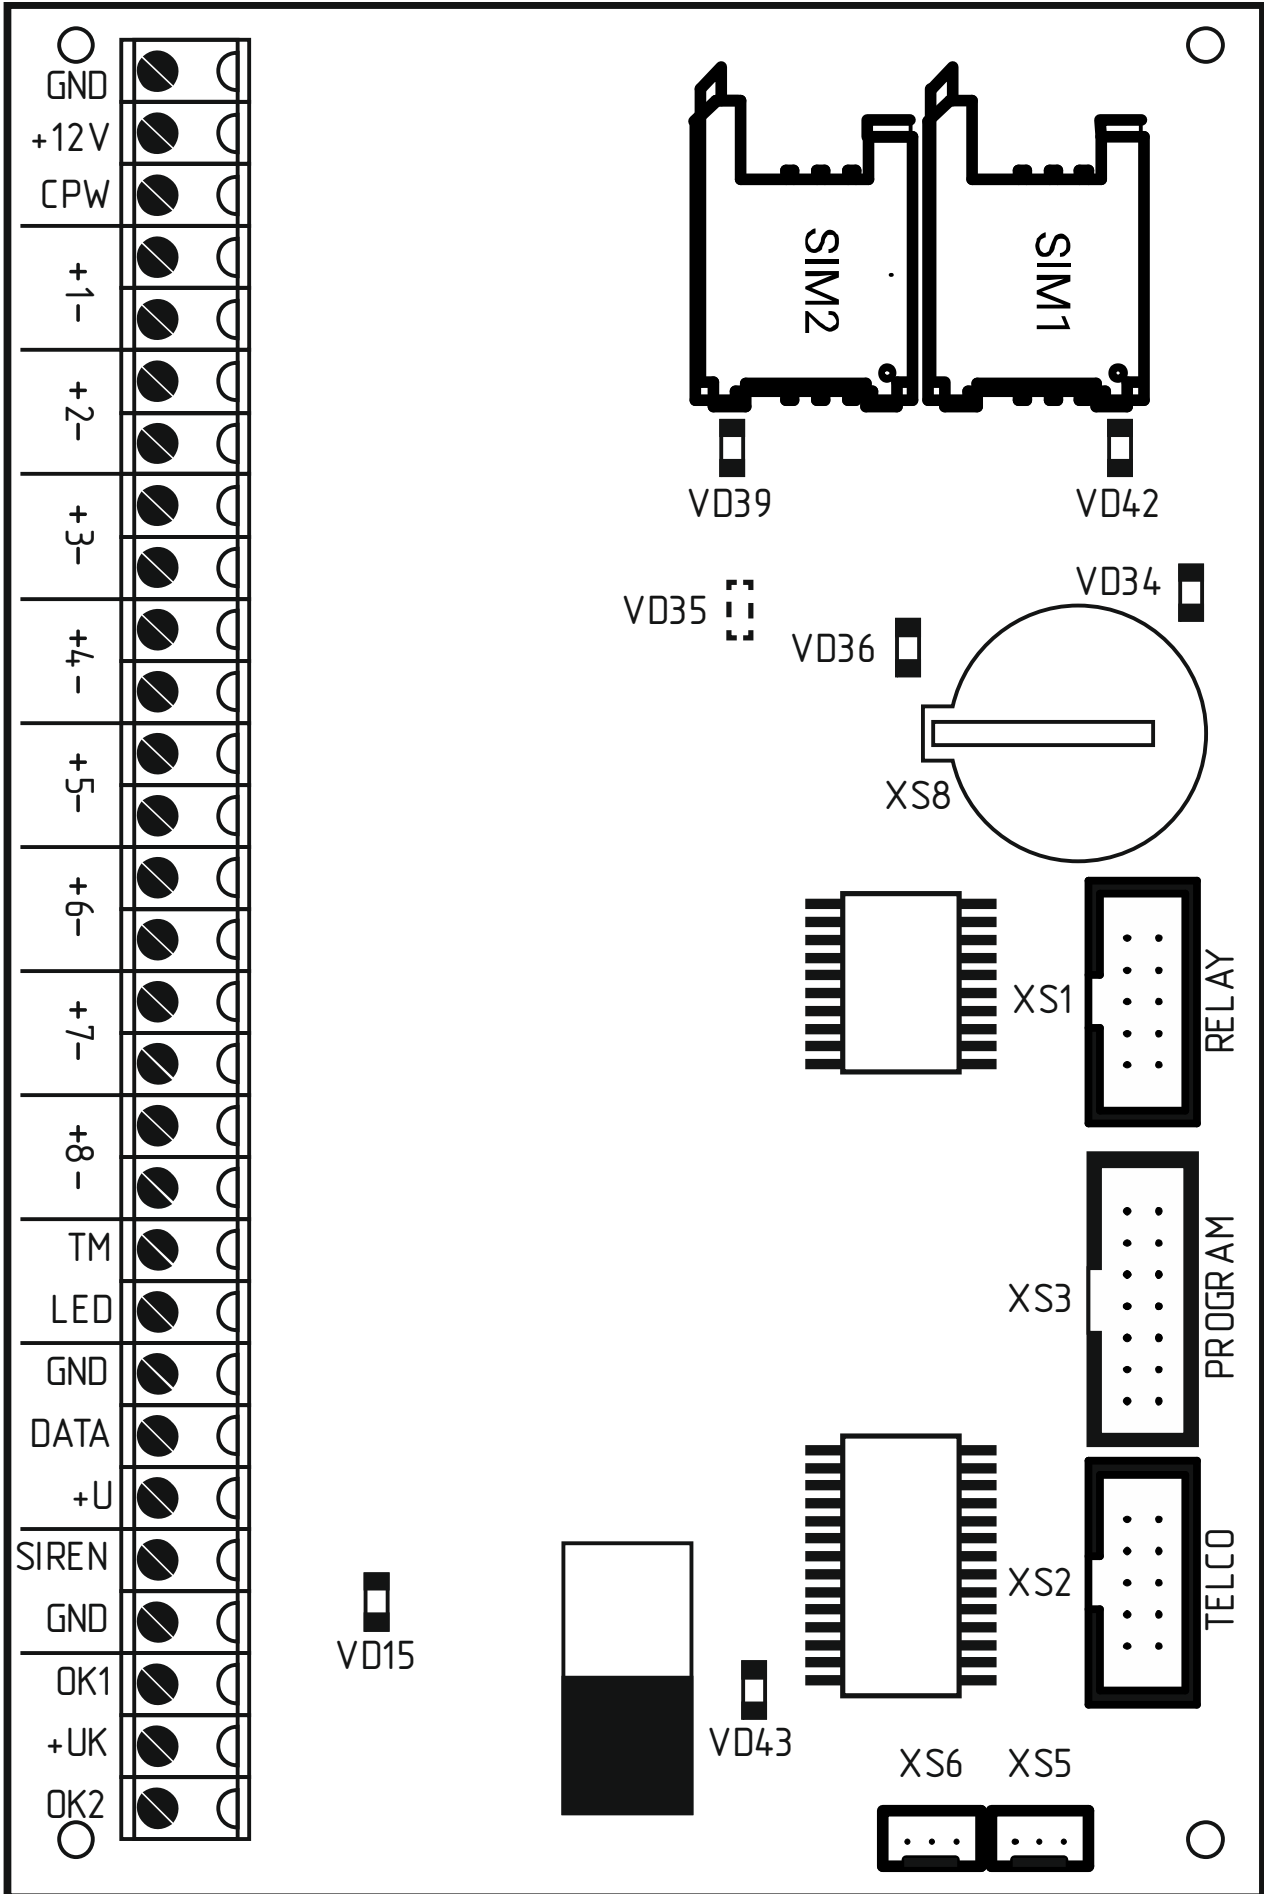 GND
+12V
CPW
+1-
+2-
+3-
+4-
+5-
+6-
+7-
+8-
TM
LED
GND
DATA
+U
SIREN
GND
OK1
+UK
OK2
SIM2
SIM1
VD39
VD42
VD35
VD36
VD34
XS8
XS1
RELAY
XS3
PROGRAM
XS2
TELCO
VD15
VD43
XS6
XS5